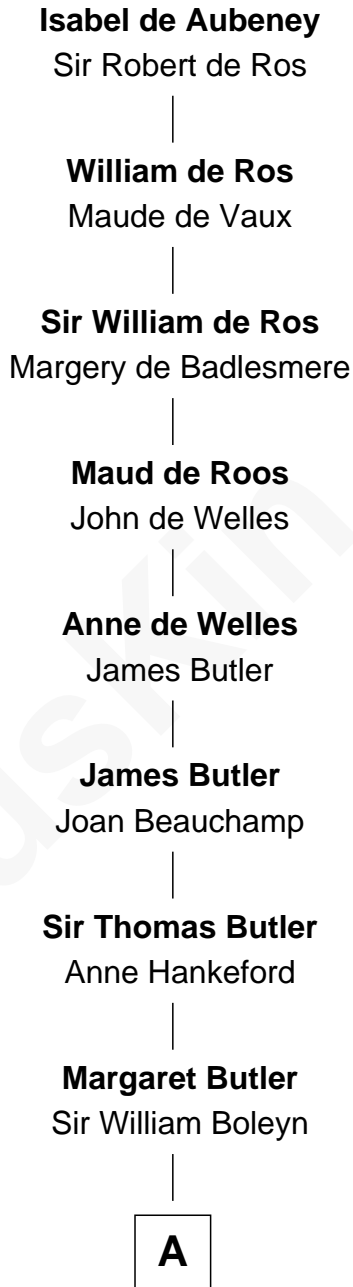 Isabel de Aubeney
Sir Robert de Ros
William de Ros
Maude de Vaux
Sir William de Ros
Margery de Badlesmere
Maud de Roos
John de Welles
Anne de Welles
James Butler
James Butler
Joan Beauchamp
Sir Thomas Butler
Anne Hankeford
Margaret Butler
Sir William Boleyn
A